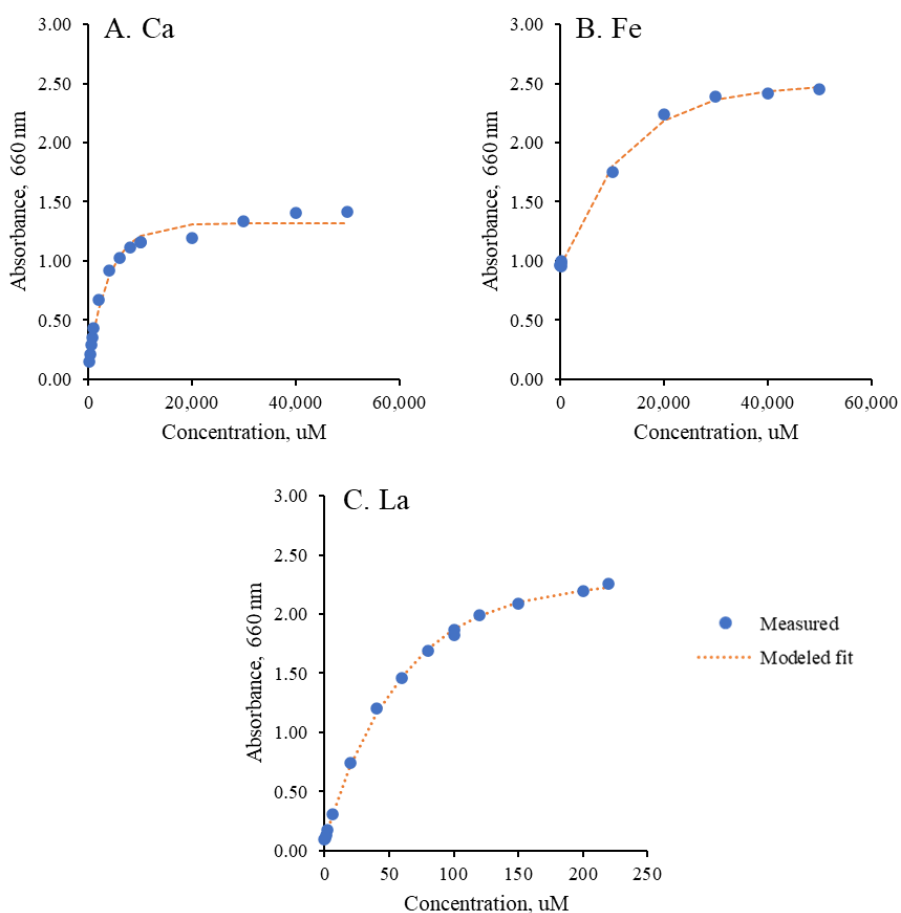 A. Ca
3.00
2.50
2.00
1.50
1.00
0.50
0.00
Absorbance, 660 nm
0 20,000 40,000 60,000
Concentration, uM
B. Fe
3.00
2.50
2.00
1.50
1.00
0.50
0.00
Absorbance, 660 nm
0 20,000 40,000 60,000
Concentration, uM
C. La
3.00
2.50
2.00
1.50
1.00
0.50
0.00
Absorbance, 660 nm
0 50 100 150 200 250
Concentration, uM
Measured
Modeled fit